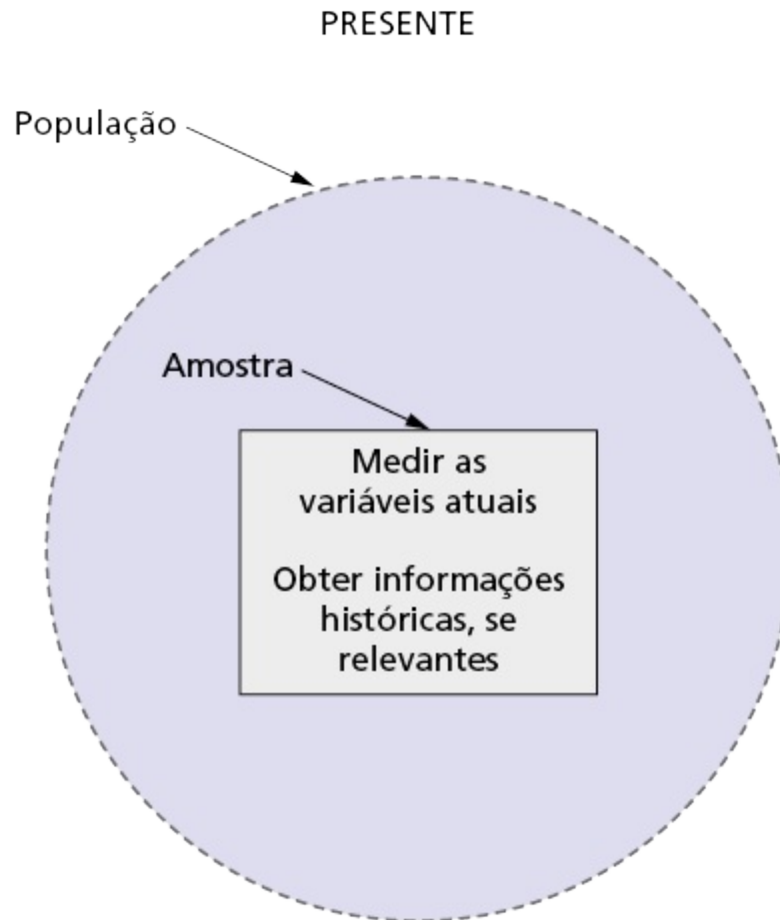 PRESENTE
População
Amostra
Medir as
variáveis atuais
Obter informações
históricas, se
relevantes